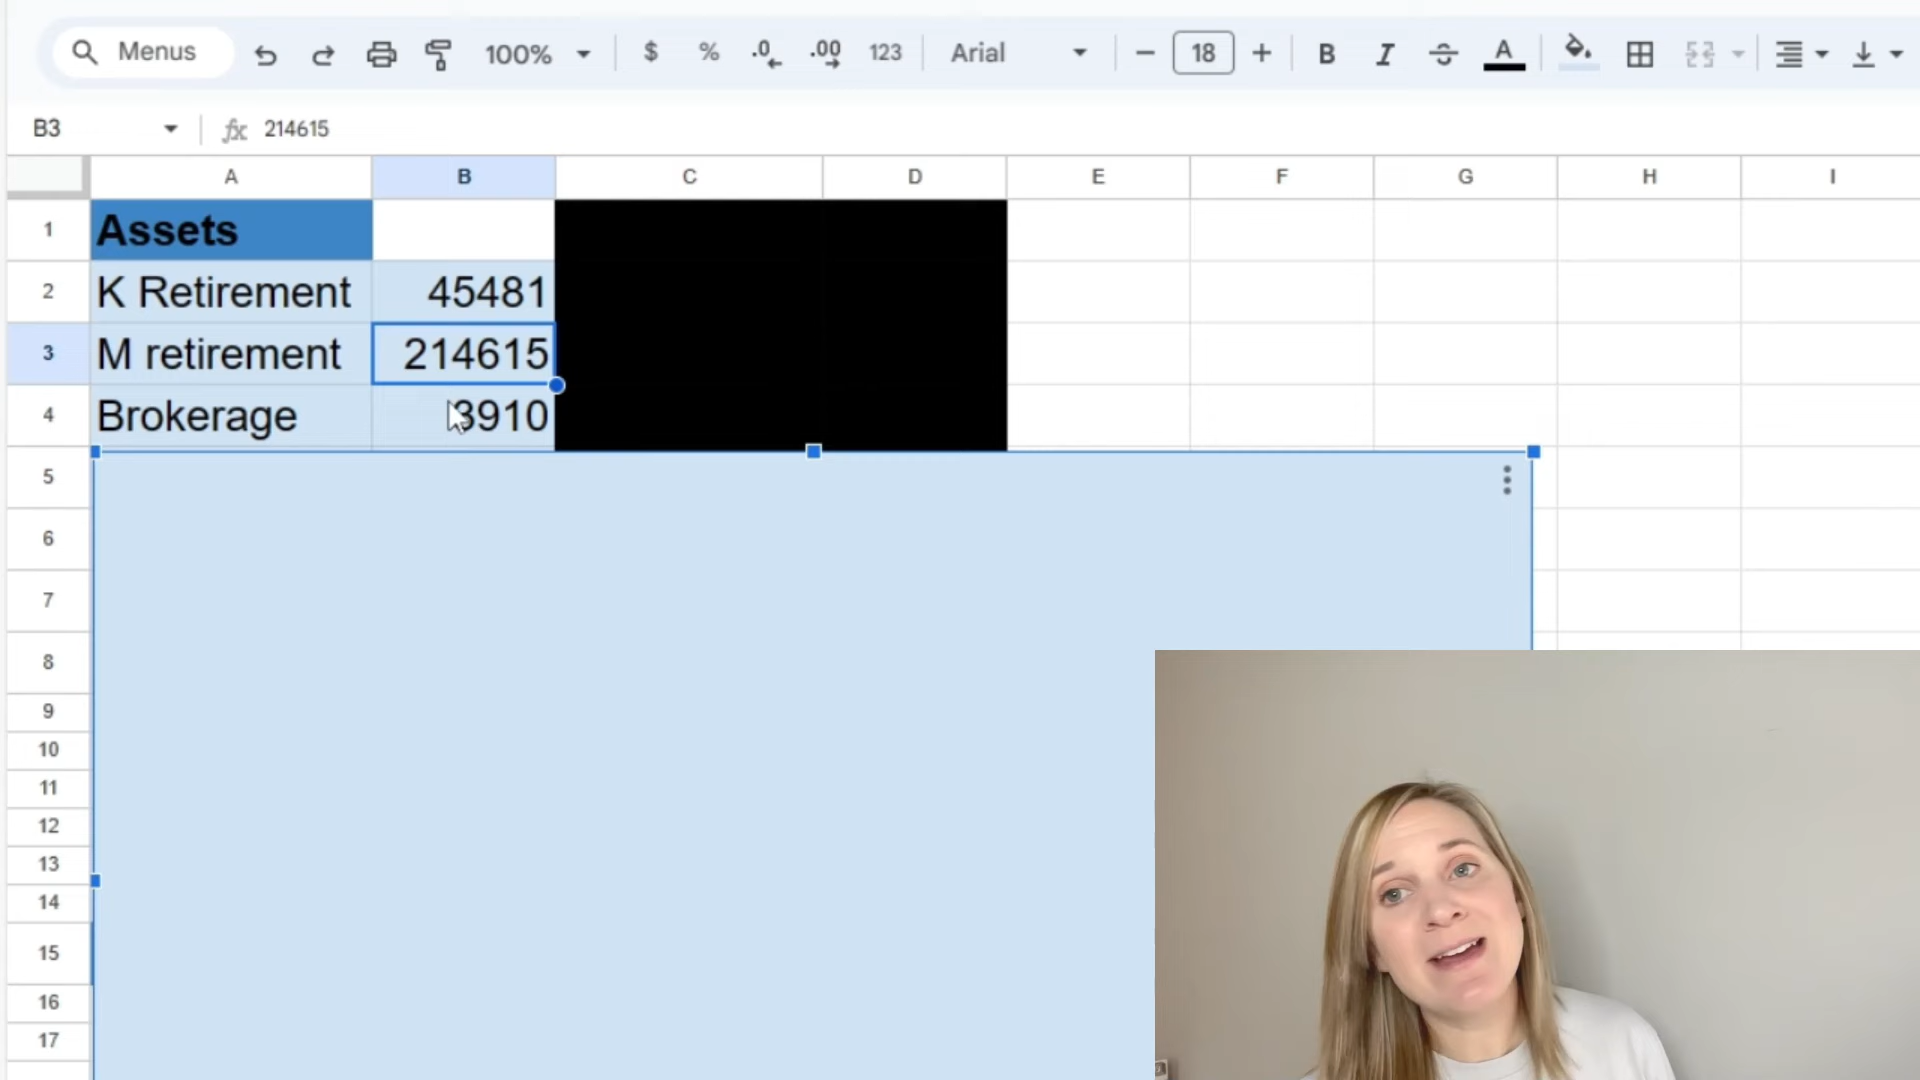 Menus 100% $ % .0 .00 123 Arial 18 B I A
B3 fx 214615
A B C D E F G H I
1 Assets
2 K Retirement 45481
3 M retirement 214615
4 Brokerage 3910
5
6
7
8
9
10
11
12
13
14
15
16
17